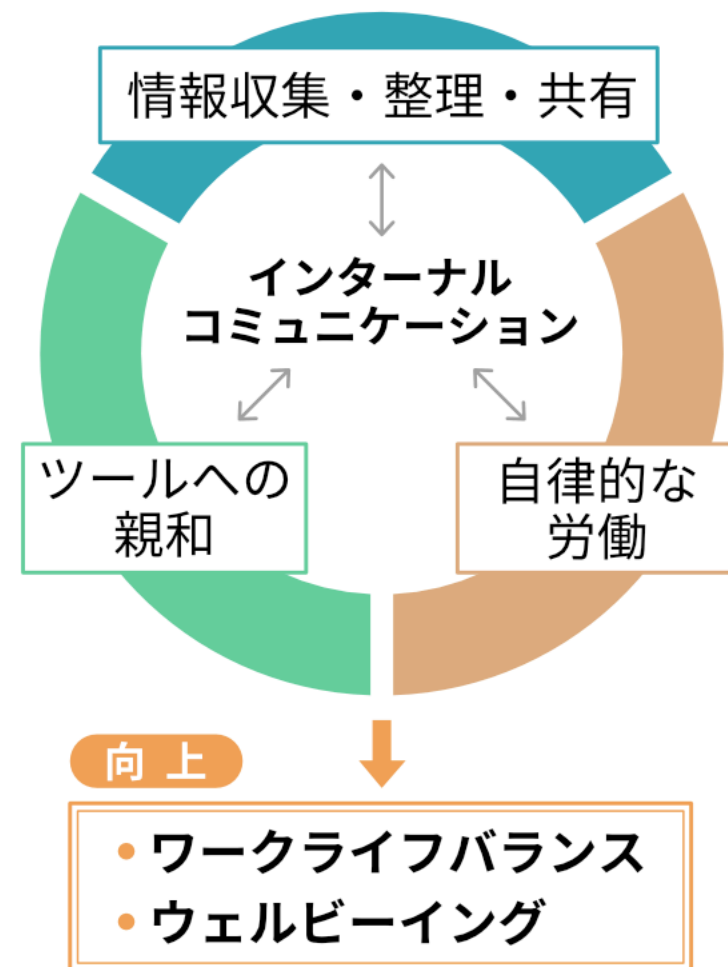 情報収集・整理・共有
インターナル
コミュニケーション
ツールへの
親和
自律的な
労働
向上
• ワークライフバランス
• ウェルビーイング